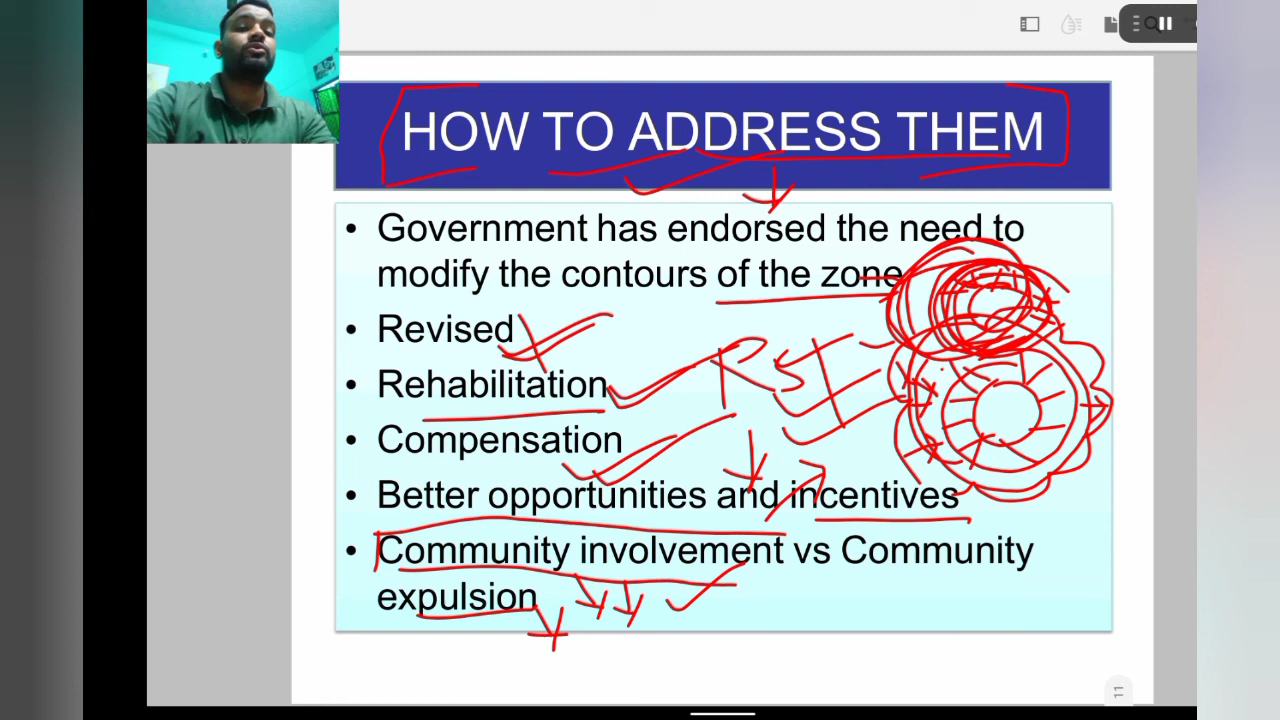 HOW TO ADDRESS THEM
• Government has endorsed the need to
modify the contours of the zone
• Revised
• Rehabilitation
• Compensation
• Better opportunities and incentives
• Community involvement vs Community
expulsion
11